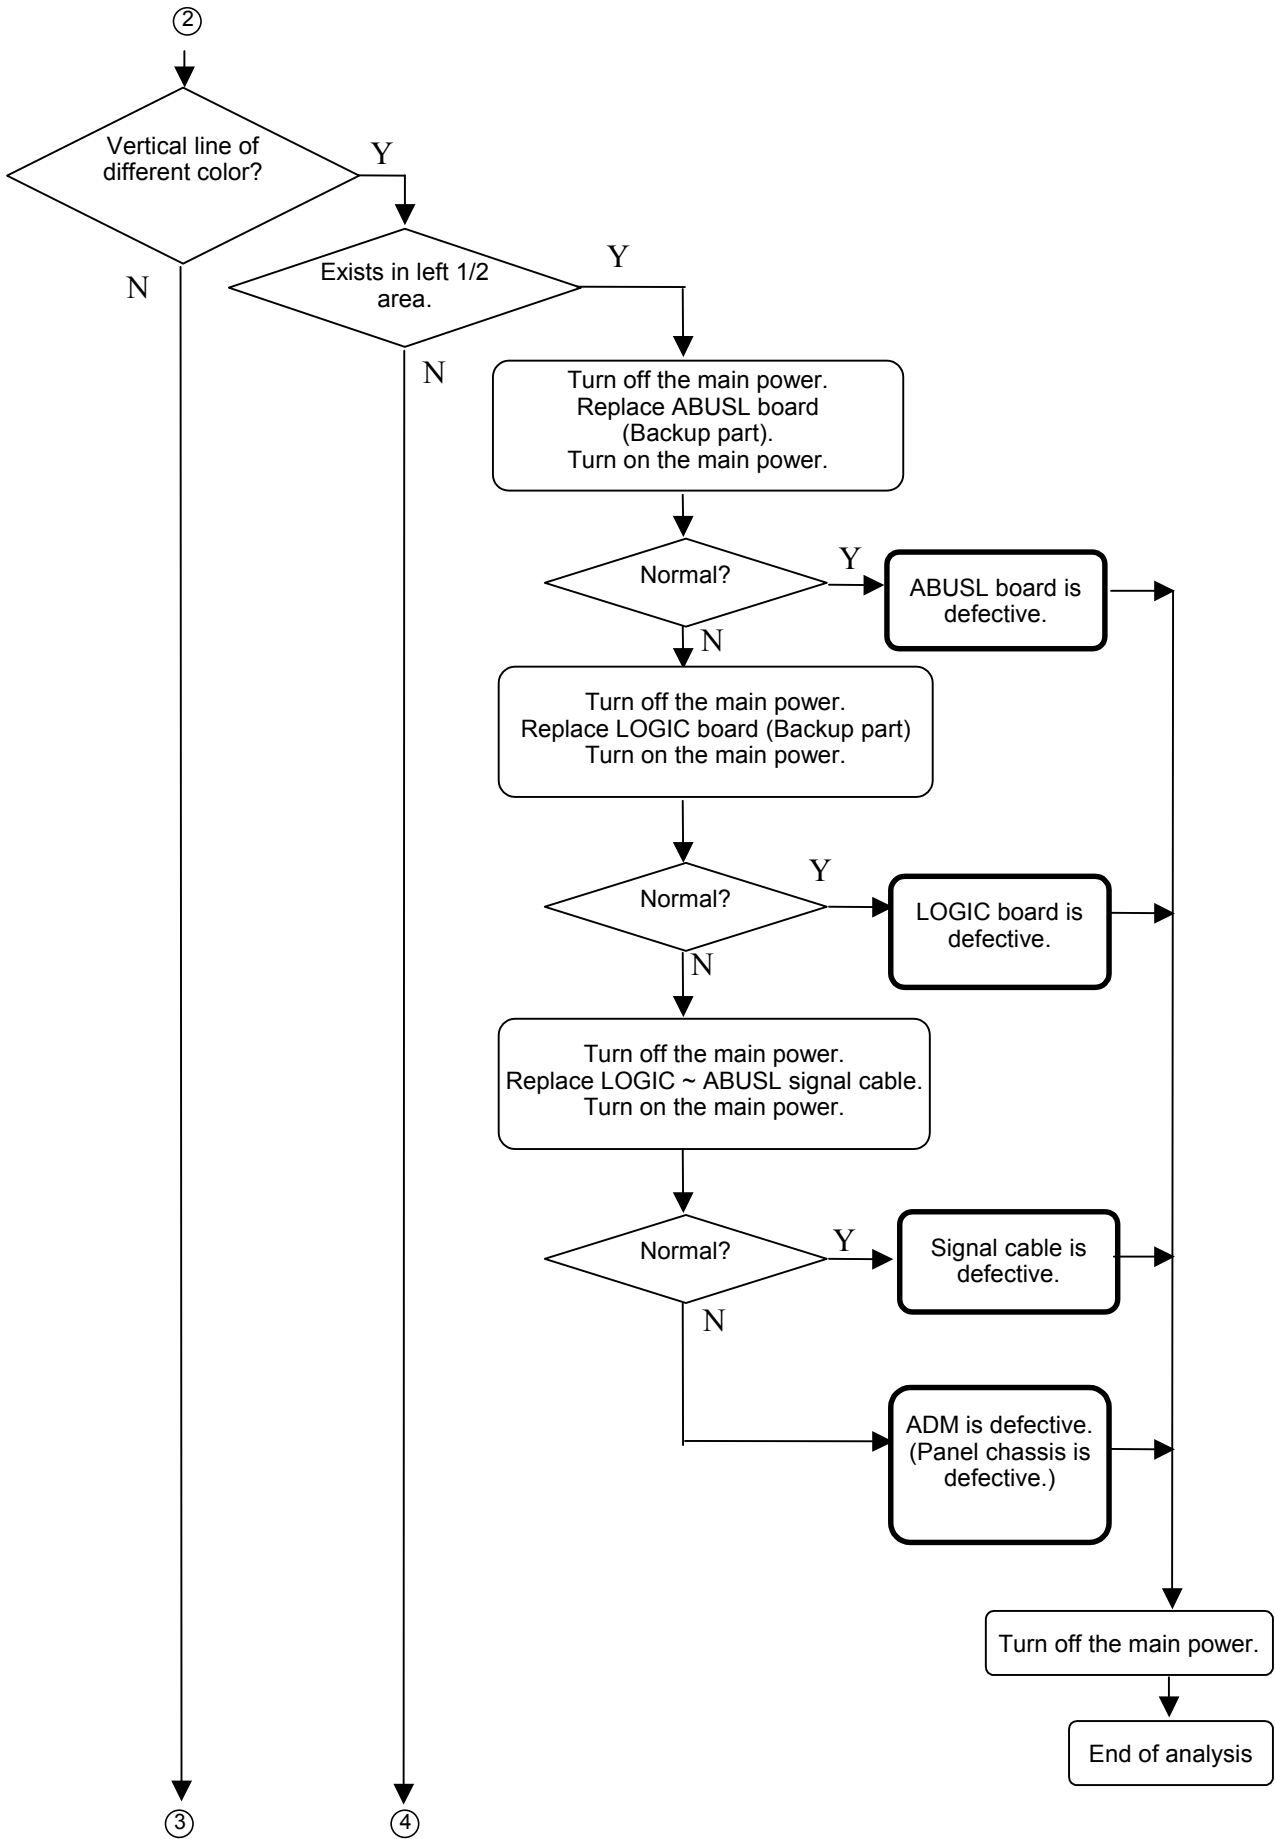 2
Vertical line of
different color?
Y
N
Exists in left 1/2
area.
Y
N
Turn off the main power.
Replace ABUSL board
(Backup part).
Turn on the main power.
Normal?
Y
ABUSL board is
defective.
N
Turn off the main power.
Replace LOGIC board (Backup part)
Turn on the main power.
Normal?
Y
LOGIC board is
defective.
N
Turn off the main power.
Replace LOGIC ~ ABUSL signal cable.
Turn on the main power.
Normal?
Y
Signal cable is
defective.
N
ADM is defective.
(Panel chassis is
defective.)
Turn off the main power.
End of analysis
3
4